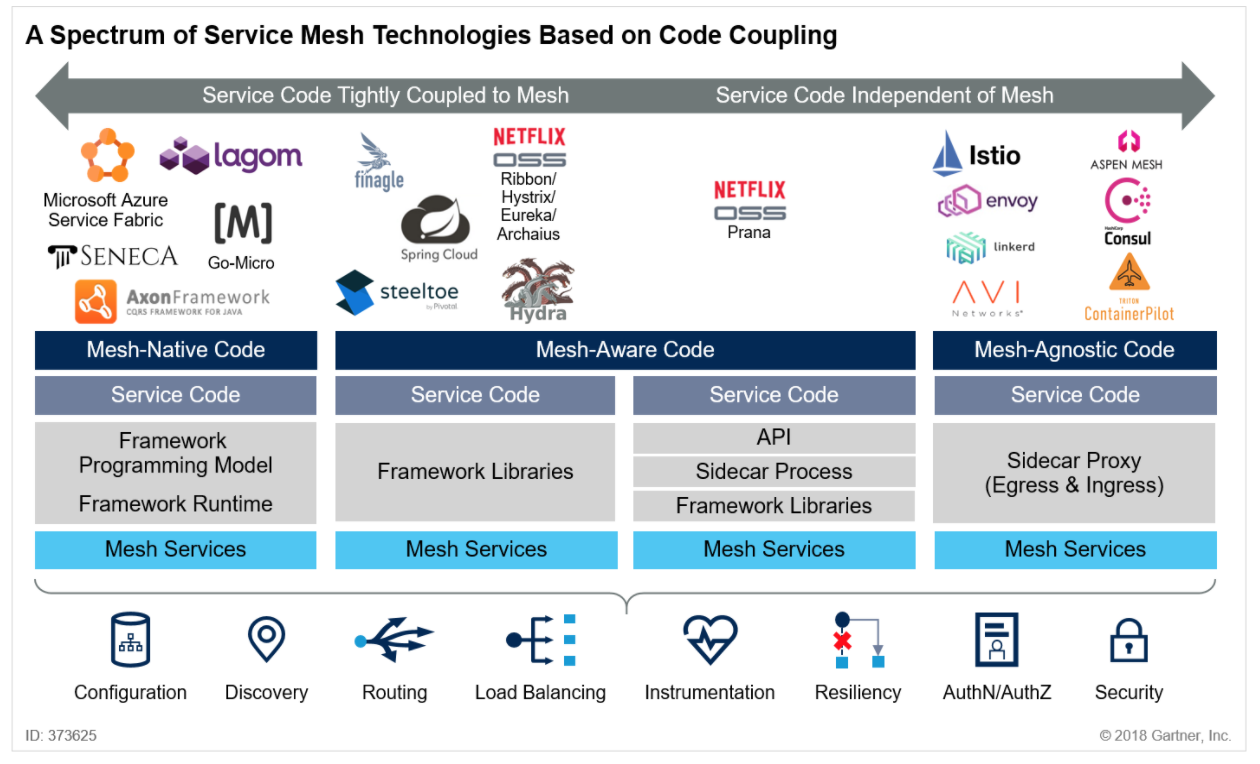 A Spectrum of Service Mesh Technologies Based on Code Coupling
Service Code Tightly Coupled to Mesh
Service Code Independent of Mesh
Microsoft Azure
Service Fabric
lagom
SENECA
[M]
Go-Micro
AxonFramework
CQRS FRAMEWORK FOR JAVA
finagle
Spring Cloud
steeltoe
by Pivotal
NETFLIX
OSS
Ribbon/
Hystrix/
Eureka/
Archaius
Hydra
NETFLIX
OSS
Prana
Istio
envoy
linkerd
AVI
Networks
ASPEN MESH
HashiCorp
Consul
TRITON
ContainerPilot
Mesh-Native Code
Mesh-Aware Code
Mesh-Agnostic Code
Service Code
Service Code
Service Code
Service Code
Framework
Programming Model
Framework Runtime
Framework Libraries
API
Sidecar Process
Framework Libraries
Sidecar Proxy
(Egress & Ingress)
Mesh Services
Mesh Services
Mesh Services
Mesh Services
Configuration
Discovery
Routing
Load Balancing
Instrumentation
Resiliency
AuthN/AuthZ
Security
ID: 373625
© 2018 Gartner, Inc.